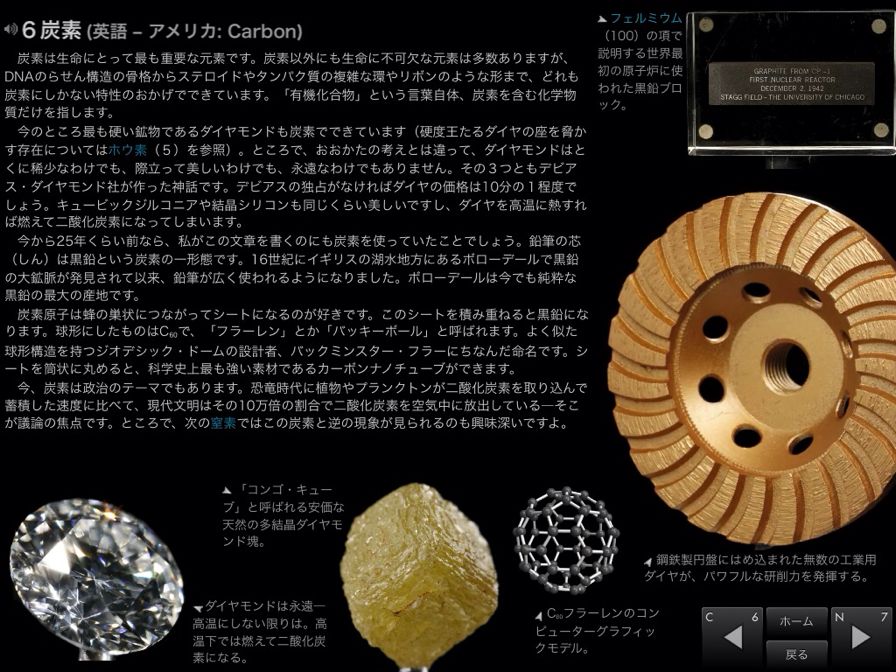 6 炭素 (英語 – アメリカ: Carbon)
炭素は生命にとって最も重要な元素です。炭素以外にも生命に不可欠な元素は多数ありますが、
DNAのらせん構造の骨格からステロイドやタンパク質の複雑な環やリボンのような形まで、どれも
炭素にしかない特性のおかげでできています。「有機化合物」という言葉自体、炭素を含む化学物
質だけを指します。
今のところ最も硬い鉱物であるダイヤモンドも炭素でできています（硬度王たるダイヤの座を脅か
す存在についてはホウ素（５）を参照）。ところで、おおかたの考えとは違って、ダイヤモンドはと
くに稀少なわけでも、際立って美しいわけでも、永遠なわけでもありません。その３つともデビア
ス・ダイヤモンド社が作った神話です。デビアスの独占がなければダイヤの価格は10分の１程度で
しょう。キュービックジルコニアや結晶シリコンも同じくらい美しいですし、ダイヤを高温に熱すれ
ば燃えて二酸化炭素になってしまいます。
今から25年くらい前なら、私がこの文章を書くのにも炭素を使っていたことでしょう。鉛筆の芯
（しん）は黒鉛という炭素の一形態です。16世紀にイギリスの湖水地方にあるボローデールで黒鉛
の大鉱脈が発見されて以来、鉛筆が広く使われるようになりました。ボローデールは今でも純粋な
黒鉛の最大の産地です。
炭素原子は蜂の巣状につながってシートになるのが好きです。このシートを積み重ねると黒鉛にな
ります。球形にしたものはC₆₀で、「フラーレン」とか「バッキーボール」と呼ばれます。よく似た
球形構造を持つジオデシック・ドームの設計者、バックミンスター・フラーにちなんだ命名です。シ
ートを筒状に丸めると、科学史上最も強い素材であるカーボンナノチューブができます。
今、炭素は政治のテーマでもあります。恐竜時代に植物やプランクトンが二酸化炭素を取り込んで
蓄積した速度に比べて、現代文明はその10万倍の割合で二酸化炭素を空気中に放出している—そこ
が議論の焦点です。ところで、次の窒素ではこの炭素と逆の現象が見られるのも興味深いですよ。
フェルミウム
（100）の項で
説明する世界最
初の原子炉に使
われた黒鉛ブロ
ック。
GRAPHITE FROM CP-1
FIRST NUCLEAR REACTOR
DECEMBER 2, 1942
STAGG FIELD - THE UNIVERSITY OF CHICAGO
「コンゴ・キュー
ブ」と呼ばれる安価な
天然の多結晶ダイヤモ
ンド塊。
ダイヤモンドは永遠—
高温にしない限りは。高
温下では燃えて二酸化炭
素になる。
C₆₀フラーレンのコン
ピューターグラフィッ
クモデル。
鋼鉄製円盤にはめ込まれた無数の工業用
ダイヤが、パワフルな研削力を発揮する。
C 6
ホーム
戻る
N 7